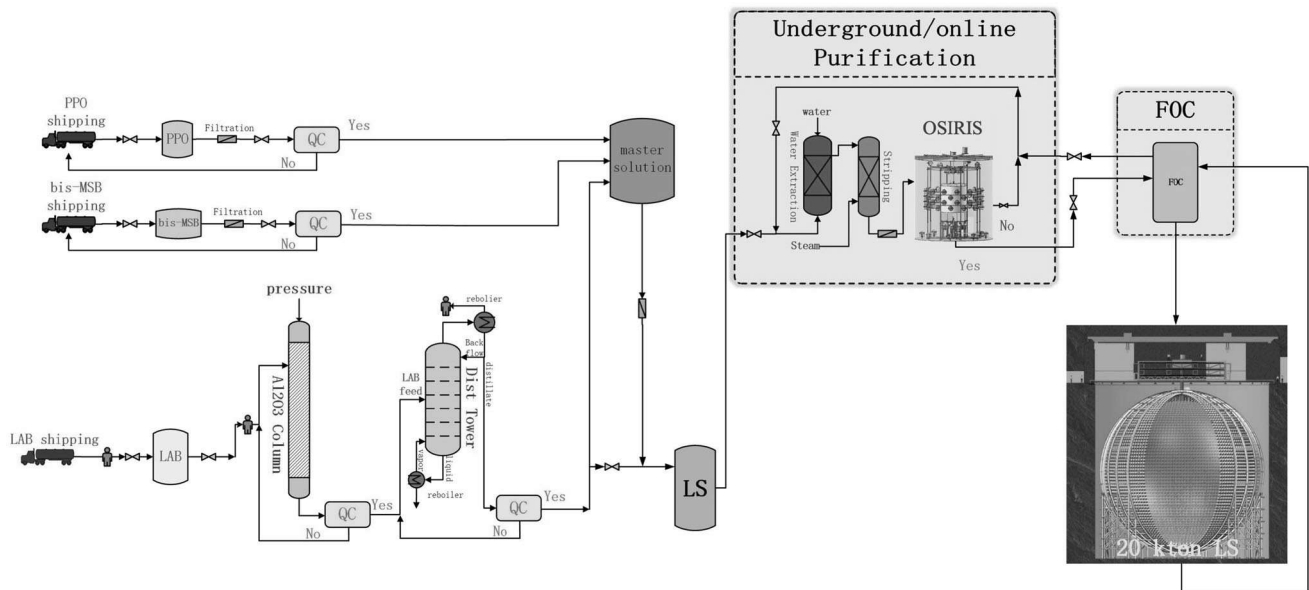 Underground/online
Purification
PPO
shipping
PPO
Filtration
QC
Yes
No
bis-MSB
shipping
bis-MSB
Filtration
QC
Yes
No
master
solution
water
Water Extraction
Stripping
OSIRIS
Steam
No
Yes
FOC
FOC
pressure
Al2O3 Column
LAB shipping
LAB
QC
Yes
No
rebolier
Back
flow
distillate
LAB
feed
Dist Tower
vapor
liquid
reboiler
QC
Yes
No
LS
20 kton LS